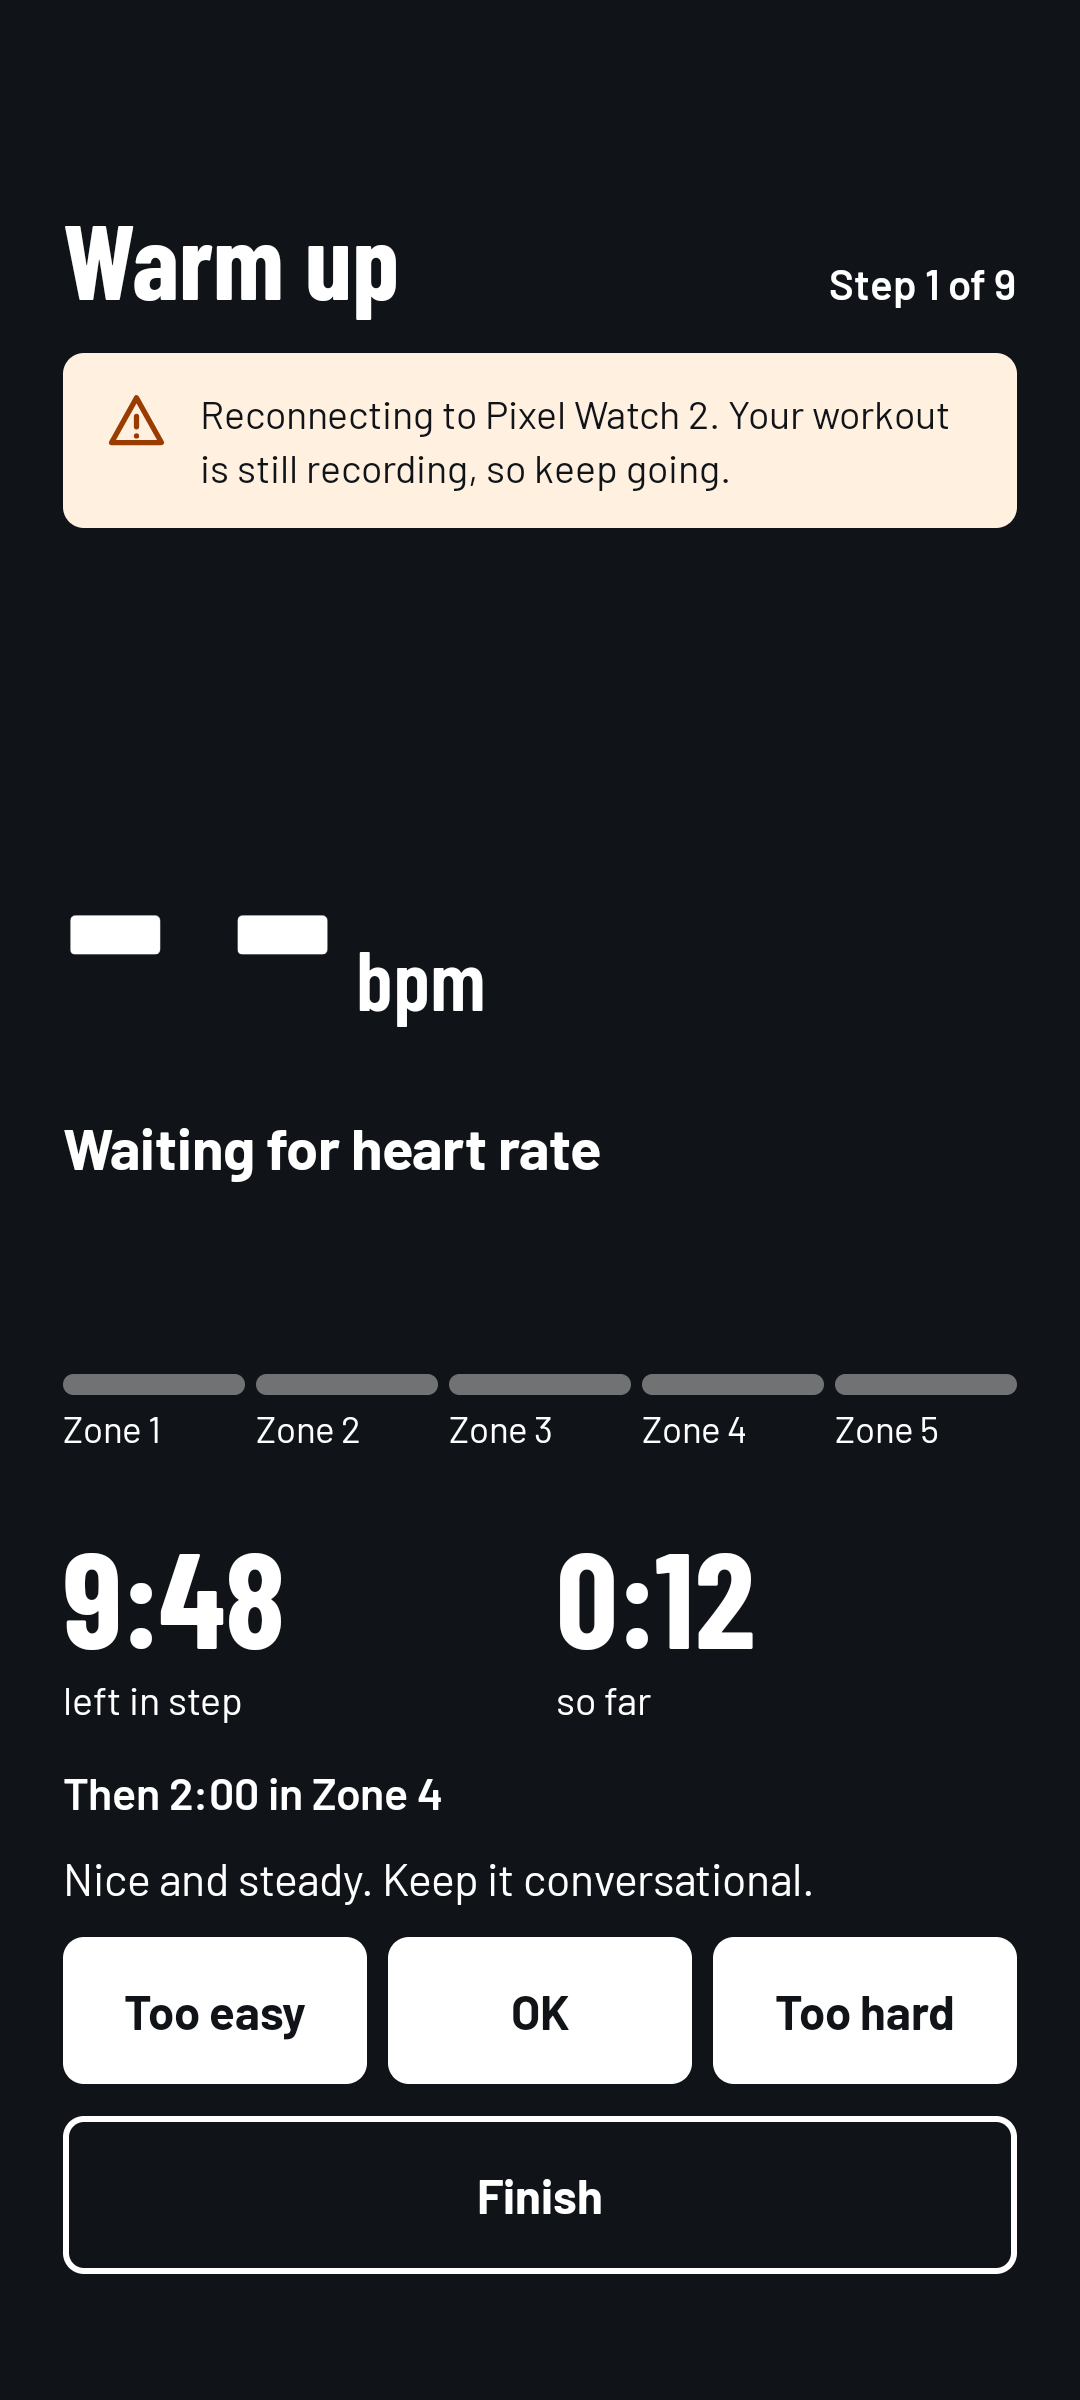 Warm up
Step 1 of 9
Reconnecting to Pixel Watch 2. Your workout
is still recording, so keep going.
-- bpm
Waiting for heart rate
Zone 1 Zone 2 Zone 3 Zone 4 Zone 5
9:48 0:12
left in step so far
Then 2:00 in Zone 4
Nice and steady. Keep it conversational.
Too easy OK Too hard
Finish